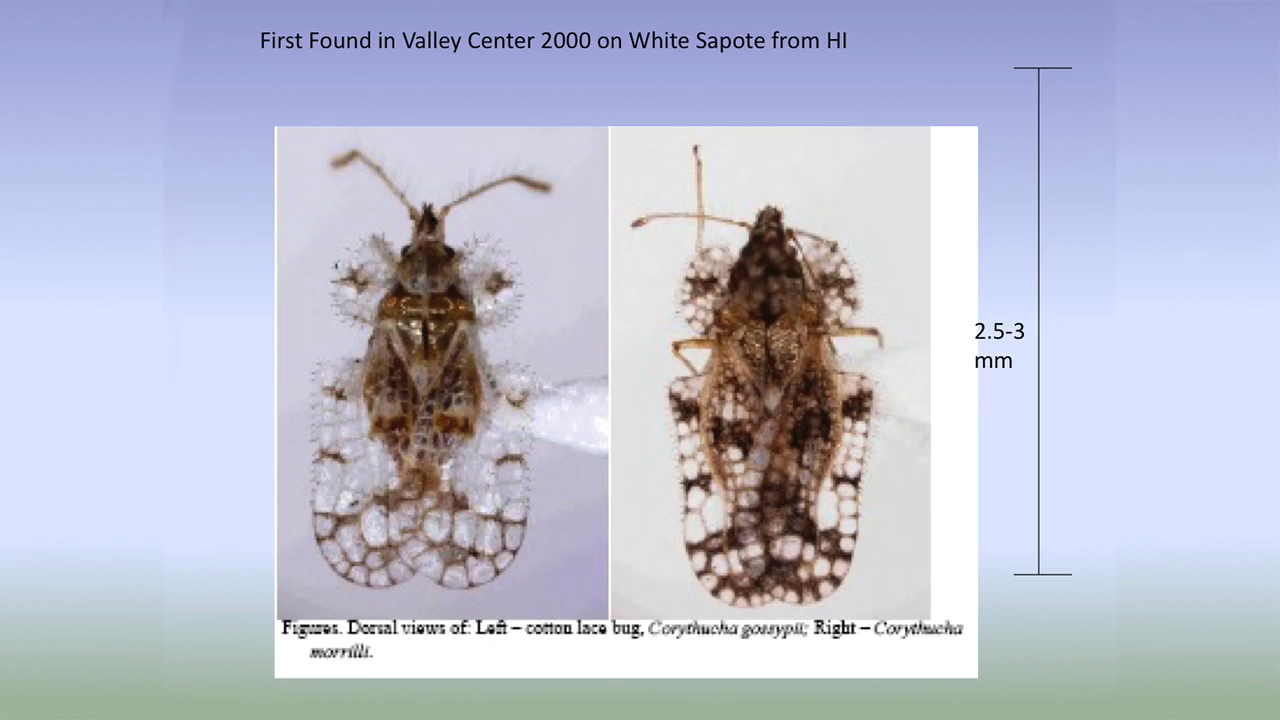 First Found in Valley Center 2000 on White Sapote from HI
2.5-3
mm
Figures. Dorsal views of: Left – cotton lace bug, Corythucha gossypii; Right – Corythucha
morrilli.